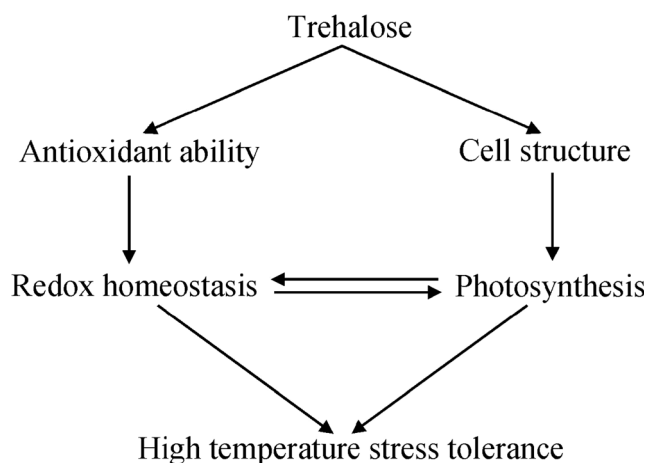 Trehalose
Antioxidant ability
Cell structure
Redox homeostasis
Photosynthesis
High temperature stress tolerance